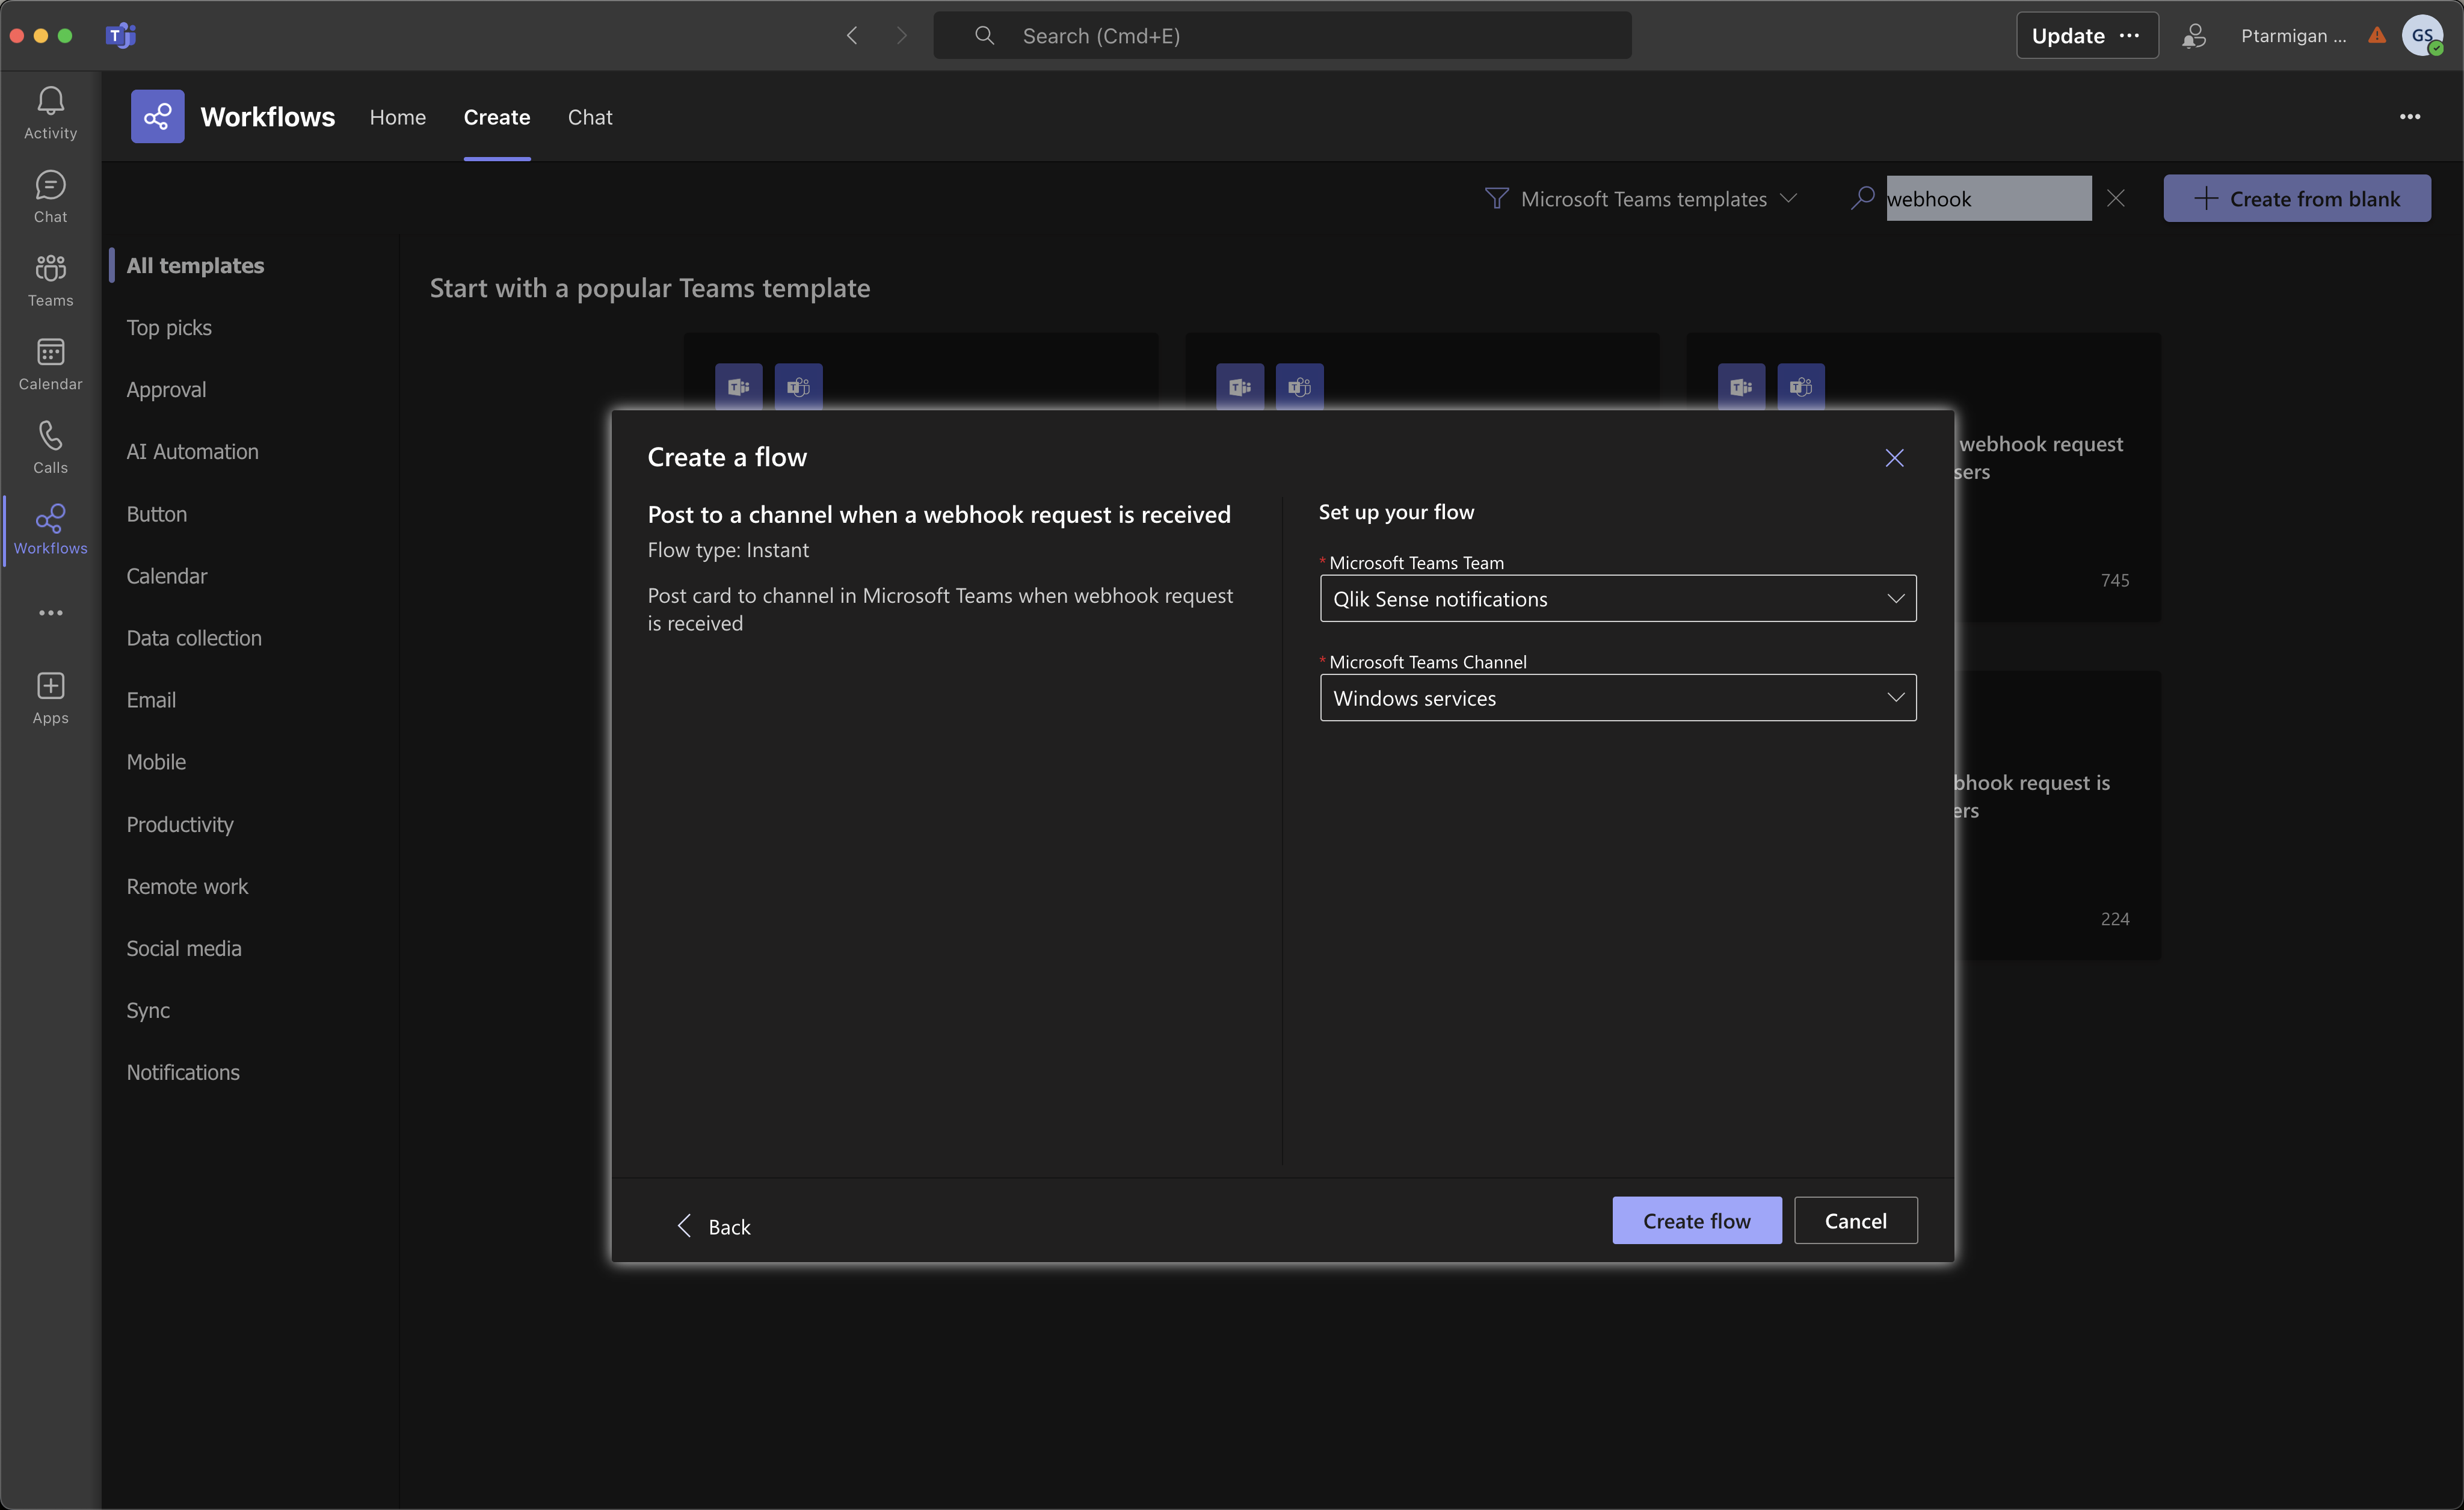 Search (Cmd+E)
Update
Ptarmigan ...
GS
Activity
Chat
Teams
Calendar
Calls
Workflows
Apps
Workflows
Home
Create
Chat
Microsoft Teams templates
webhook
Create from blank
All templates
Top picks
Approval
AI Automation
Button
Calendar
Data collection
Email
Mobile
Productivity
Remote work
Social media
Sync
Notifications
Start with a popular Teams template
webhook request
sers
745
bhook request is
ers
224
Create a flow
Post to a channel when a webhook request is received
Flow type: Instant
Post card to channel in Microsoft Teams when webhook request
is received
Set up your flow
* Microsoft Teams Team
Qlik Sense notifications
* Microsoft Teams Channel
Windows services
Back
Create flow
Cancel